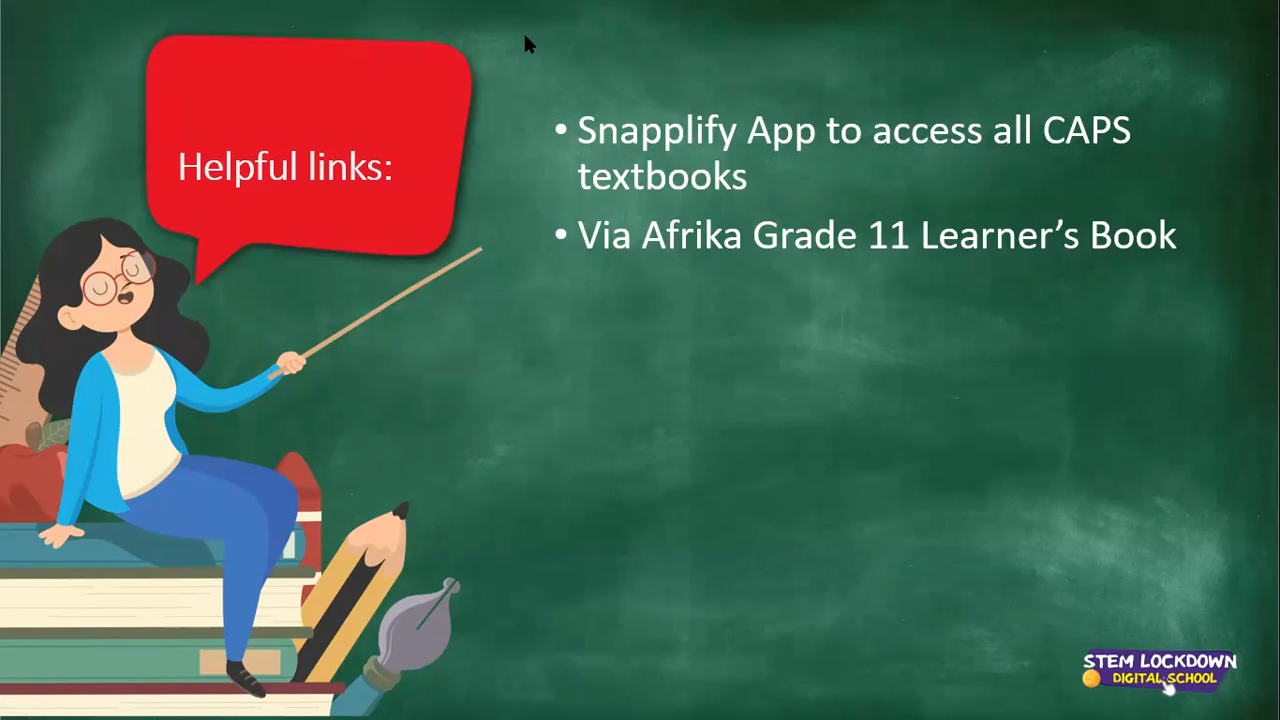 Helpful links:
• Snapplify App to access all CAPS
textbooks
• Via Afrika Grade 11 Learner’s Book
STEM LOCKDOWN
DIGITAL SCHOOL